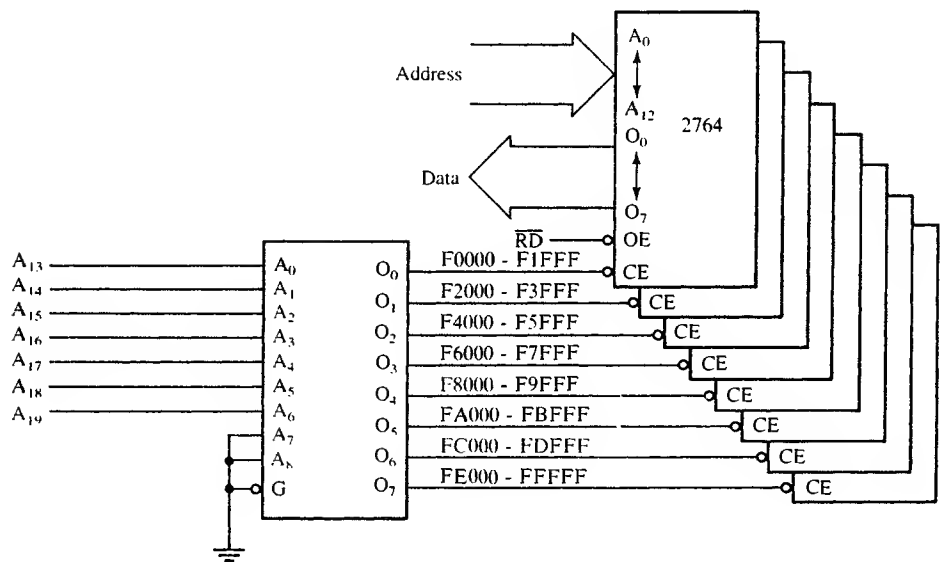 A₀
Address
A₁₂
2764
O₀
Data
O₇
R̅D̅
OE
A₁₃ A₀ O₀ F0000 - F1FFF CE
A₁₄ A₁ O₁ F2000 - F3FFF CE
A₁₅ A₂ O₂ F4000 - F5FFF CE
A₁₆ A₃ O₃ F6000 - F7FFF CE
A₁₇ A₄ O₄ F8000 - F9FFF CE
A₁₈ A₅ O₅ FA000 - FBFFF CE
A₁₉ A₆ O₆ FC000 - FDFFF CE
A₇ O₇ FE000 - FFFFF CE
A₈
G